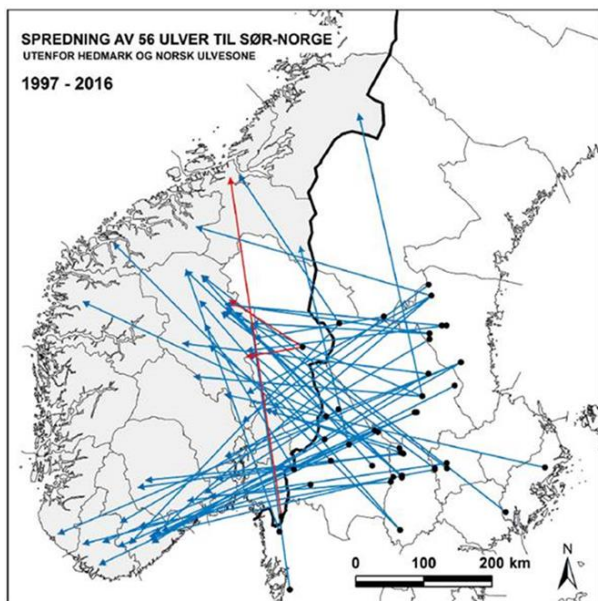 SPREDNING AV 56 ULVER TIL SØR-NORGE
UTENFOR HEDMARK OG NORSK ULVESONE
1997 - 2016
N
0 100 200 km